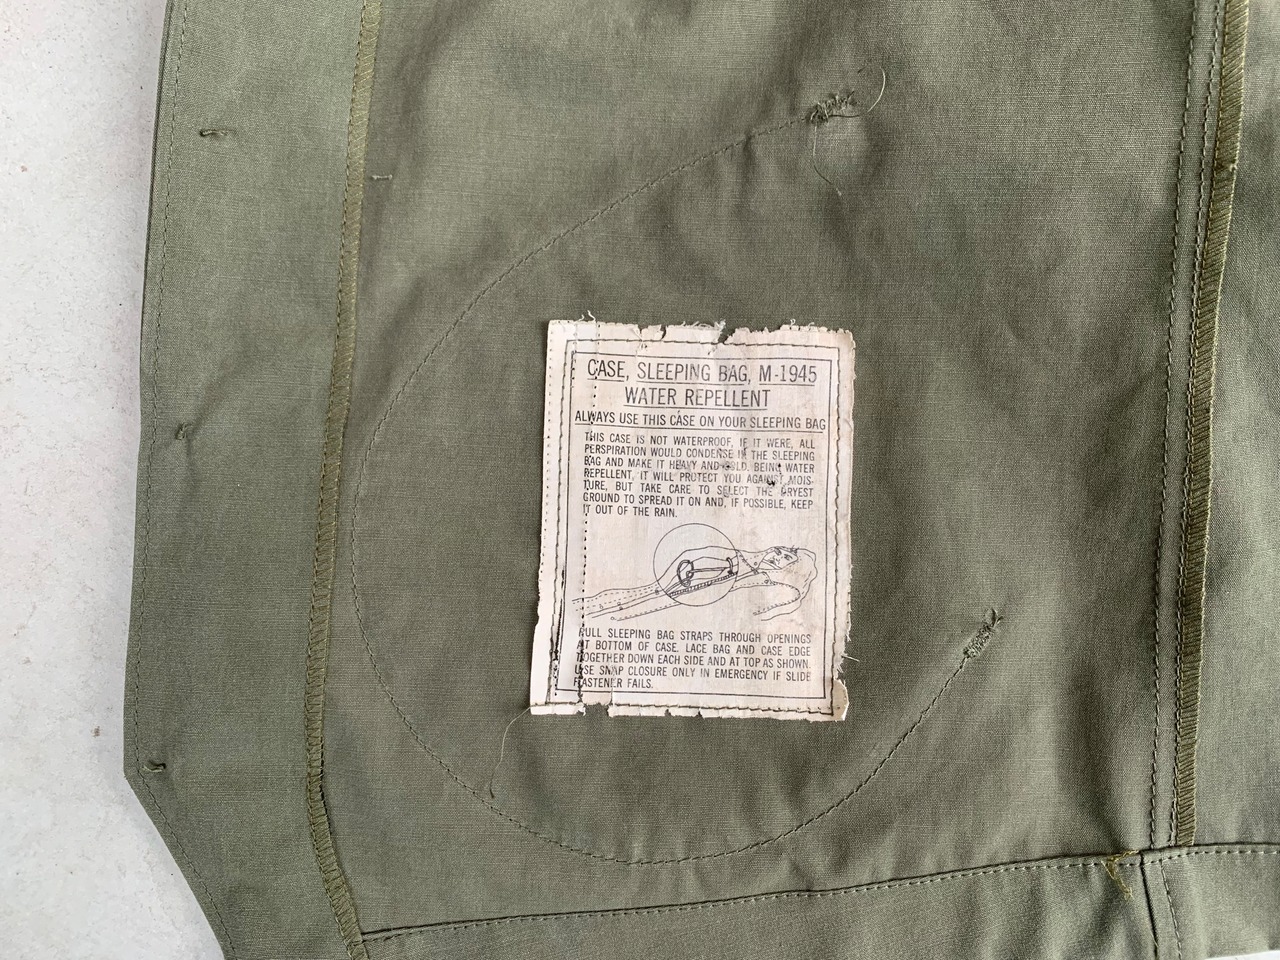 CASE, SLEEPING BAG, M-1945
WATER REPELLENT
ALWAYS USE THIS CASE ON YOUR SLEEPING BAG
THIS CASE IS NOT WATERPROOF, IF IT WERE, ALL
PERSPIRATION WOULD CONDENSE IN THE SLEEPING
BAG AND MAKE IT HEAVY AND COLD. BEING WATER
REPELLENT, IT WILL PROTECT YOU AGAINST MOIS-
TURE, BUT TAKE CARE TO SELECT THE DRYEST
GROUND TO SPREAD IT ON AND, IF POSSIBLE, KEEP
IT OUT OF THE RAIN.
PULL SLEEPING BAG STRAPS THROUGH OPENINGS
AT BOTTOM OF CASE. LACE BAG AND CASE EDGE
TOGETHER DOWN EACH SIDE AND AT TOP AS SHOWN.
USE SNAP CLOSURE ONLY IN EMERGENCY IF SLIDE
FASTENER FAILS.